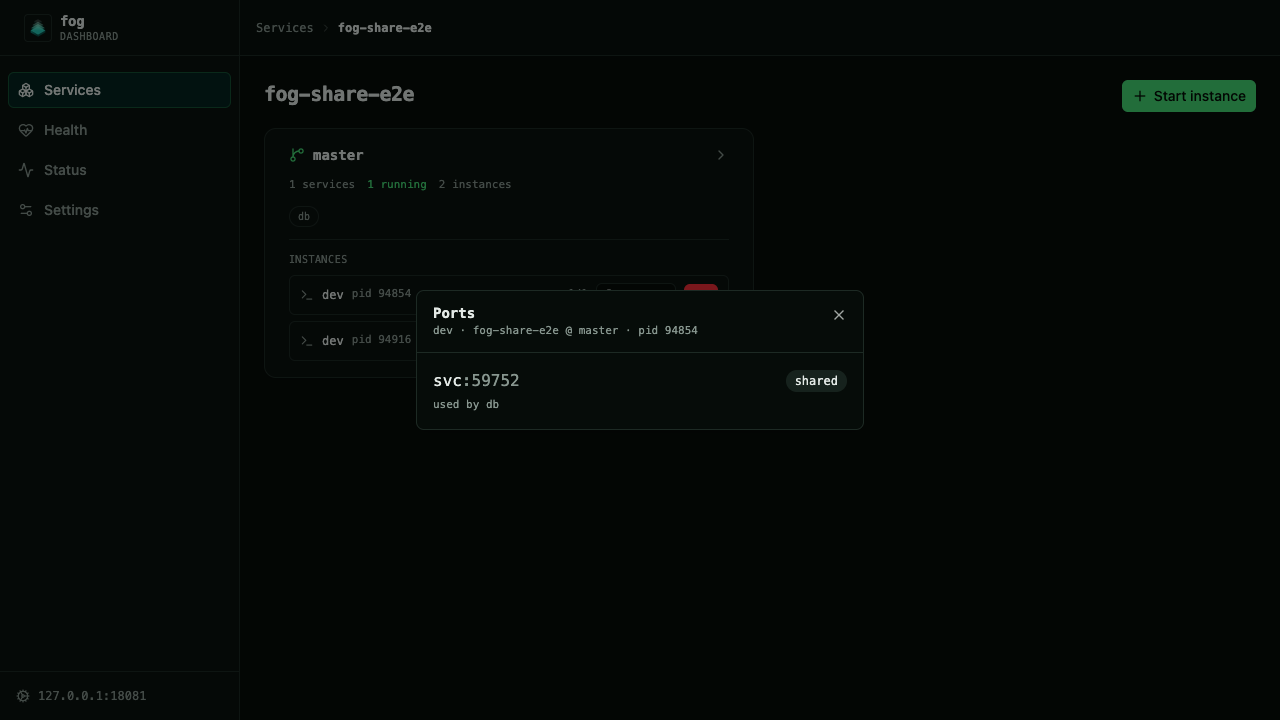 fog
DASHBOARD
Services
Health
Status
Settings
127.0.0.1:18081
Services > fog-share-e2e
fog-share-e2e
+ Start instance
master
1 services 1 running 2 instances
db
INSTANCES
dev pid 94854
dev pid 94916
Ports
dev · fog-share-e2e @ master · pid 94854
svc:59752
shared
used by db